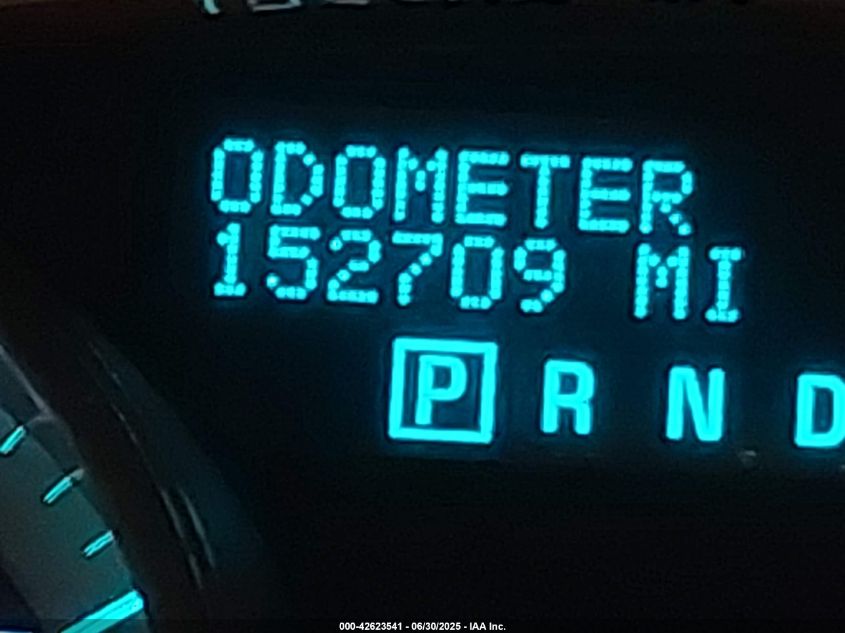 ODOMETER
152709 MI
P R N D
000-42623541 - 06/30/2025 - IAA Inc.